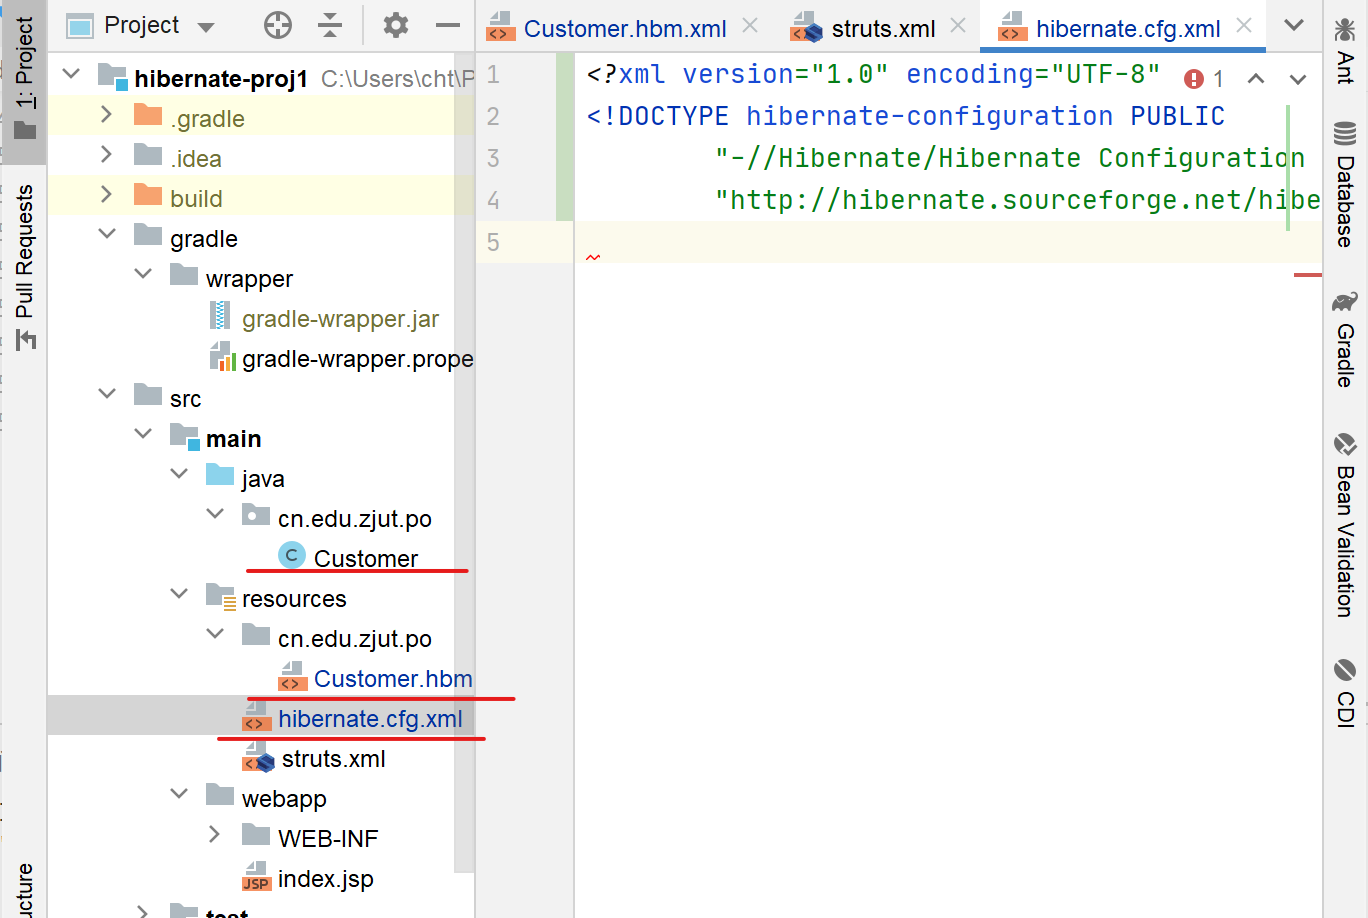 Project
Customer.hbm.xml
struts.xml
hibernate.cfg.xml
1: Project
Pull Requests
hibernate-proj1 C:\Users\cht\P
.gradle
.idea
build
gradle
wrapper
gradle-wrapper.jar
gradle-wrapper.prope
src
main
java
cn.edu.zjut.po
C Customer
resources
cn.edu.zjut.po
Customer.hbm
hibernate.cfg.xml
struts.xml
webapp
WEB-INF
JSP index.jsp
test
ucture
1 <?xml version="1.0" encoding="UTF-8"
1
2 <!DOCTYPE hibernate-configuration PUBLIC
3 "-//Hibernate/Hibernate Configuration
4 "http://hibernate.sourceforge.net/hibe
5
Ant
Database
Gradle
Bean Validation
CDI